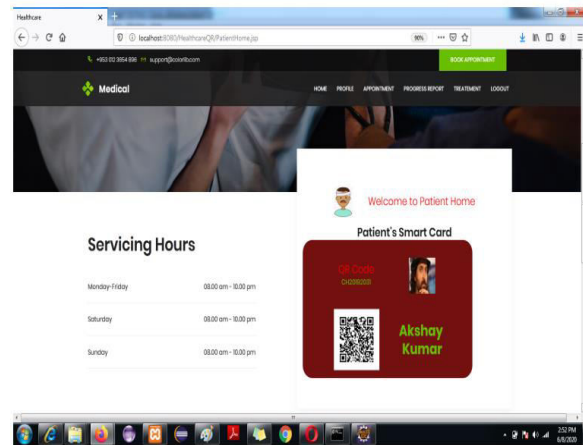 Healthcare
localhost:8080/HealthcareQR/PatientHome.jsp
90%
+953 012 3654 896
support@colorlib.com
BOOK APPOINTMENT
Medical
HOME PROFILE APPOINTMENT PROGRESS REPORT TREATEMENT LOGOUT
Welcome to Patient Home
Patient's Smart Card
QR Code
Akshay
Kumar
Servicing Hours
Monday-Friday 08.00 am - 10.00 pm
Saturday 08.00 am - 10.00 pm
Sunday 08.00 am - 10.00 pm
2:52 PM
6/8/2020